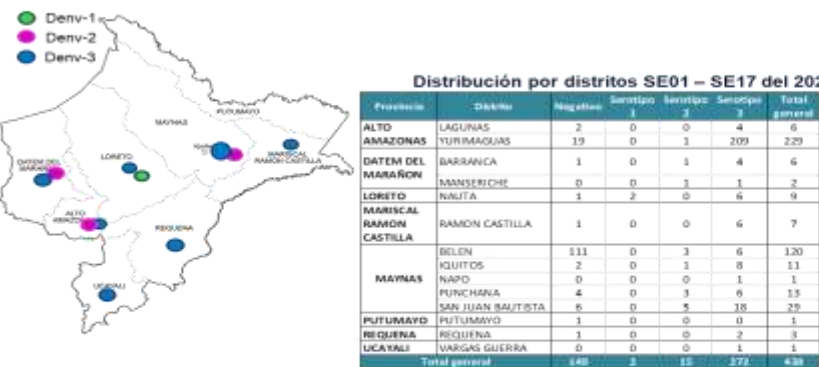 Denv-1
Denv-2
Denv-3
PUTUMAYO
MAYNAS
LORETO
MARISCAL
RAMON CASTILLA
DATEM DEL
MARAÑON
ALTO
REQUENA
UCAYALI
Distribución por distritos SE01 – SE17 del 202
Provincia Distrito Negativo Serotipo 1 Serotipo 2 Serotipo 3 Total general
ALTO AMAZONAS LAGUNAS 2 0 0 4 6
YURIMAGUAS 19 0 1 209 229
DATEM DEL MARAÑON BARRANCA 1 0 1 4 6
MANSERICHE 0 0 1 1 2
LORETO NAUTA 1 2 0 6 9
MARISCAL RAMON CASTILLA RAMON CASTILLA 1 0 0 6 7
MAYNAS BELEN 111 0 3 6 120
IQUITOS 2 0 1 8 11
NAPO 0 0 0 1 1
PUNCHANA 4 0 3 6 13
SAN JUAN BAUTISTA 6 0 5 18 29
PUTUMAYO PUTUMAYO 1 0 0 0 1
REQUENA REQUENA 1 0 0 2 3
UCAYALI VARGAS GUERRA 0 0 0 1 1
Total general 148 2 15 273 438